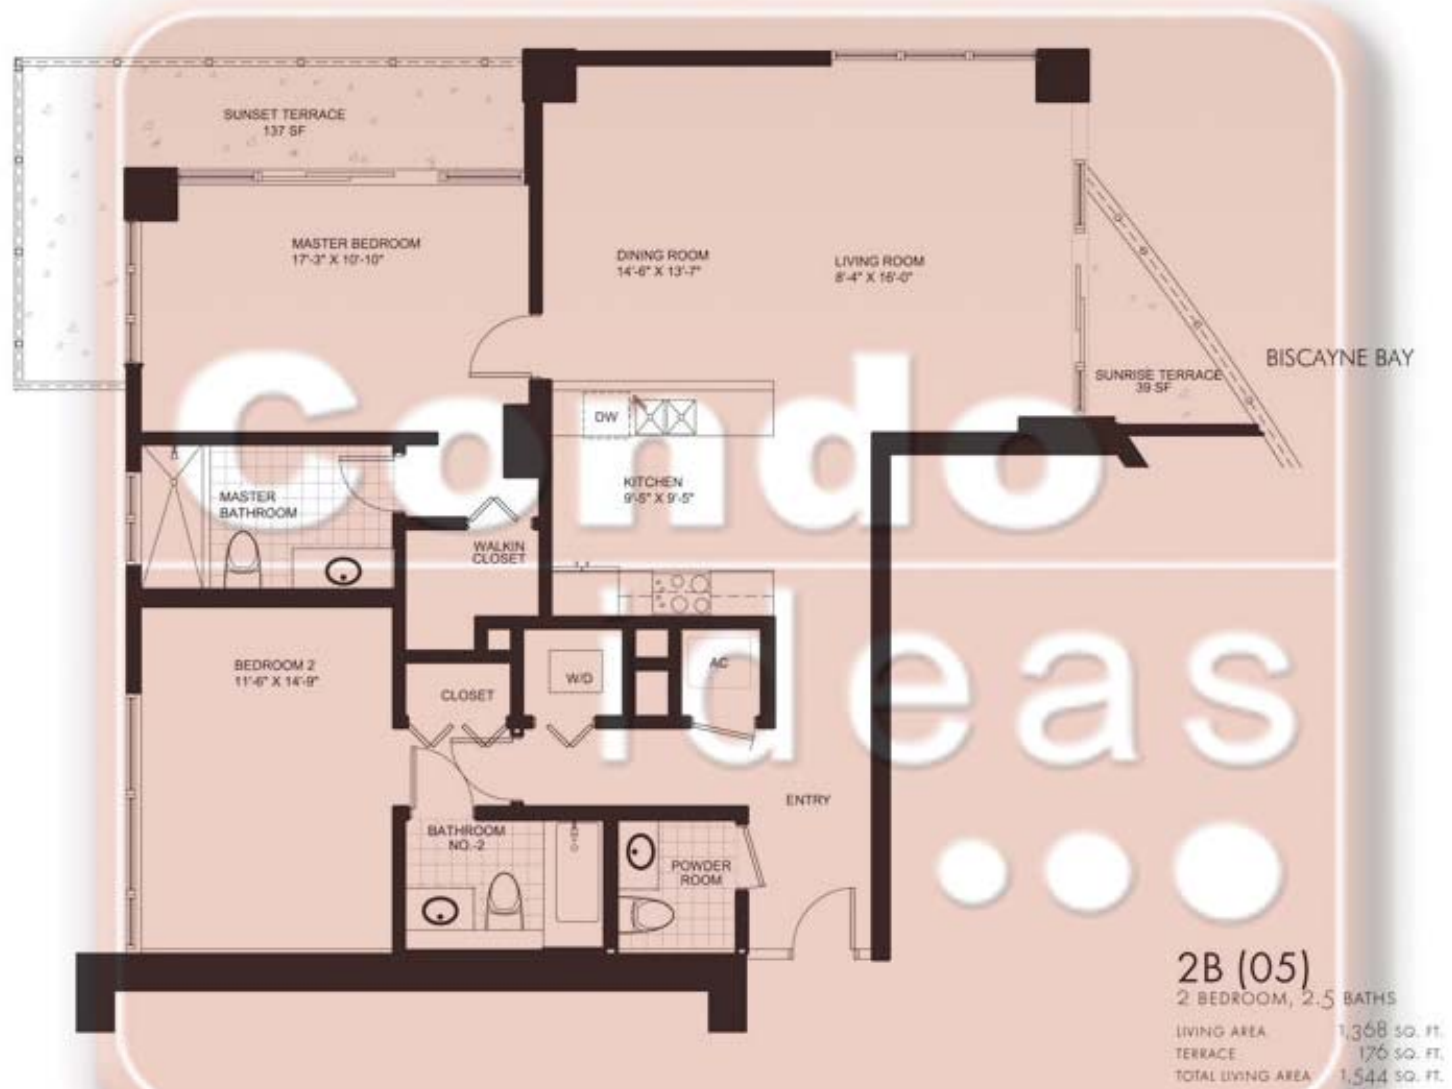 SUNSET TERRACE
137 SF
MASTER BEDROOM
17'-3" X 10'-10"
DINING ROOM
14'-6" X 13'-7"
LIVING ROOM
8'-4" X 16'-0"
BISCAYNE BAY
SUNRISE TERRACE
39 SF
Condo
DW
KITCHEN
9'-5" X 9'-5"
MASTER
BATHROOM
WALKIN
CLOSET
Ideas
BEDROOM 2
11'-6" X 14'-9"
CLOSET
W/D
AC
ENTRY
BATHROOM
NO.-2
POWDER
ROOM
2B (05)
2 BEDROOM, 2.5 BATHS
LIVING AREA 1,368 SQ. FT.
TERRACE 176 SQ. FT.
TOTAL LIVING AREA 1,544 SQ. FT.